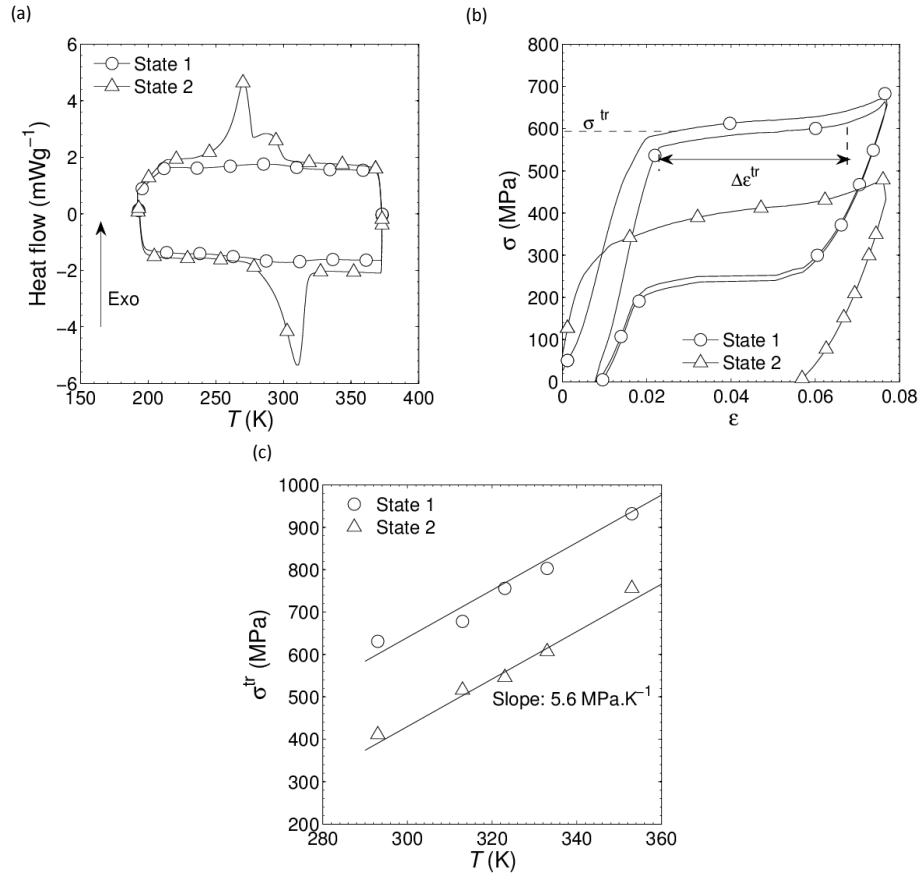 (a)
6
4
2
0
−2
−4
−6
Heat flow (mWg⁻¹)
State 1
State 2
Exo
150 200 250 300 350 400
T (K)
(b)
800
700
600
500
400
300
200
100
0
σ (MPa)
σ tr
Δε^tr
State 1
State 2
0 0.02 0.04 0.06 0.08
ε
(c)
1000
900
800
700
600
500
400
300
200
σ^tr (MPa)
State 1
State 2
Slope: 5.6 MPa.K⁻¹
280 300 320 340 360
T (K)